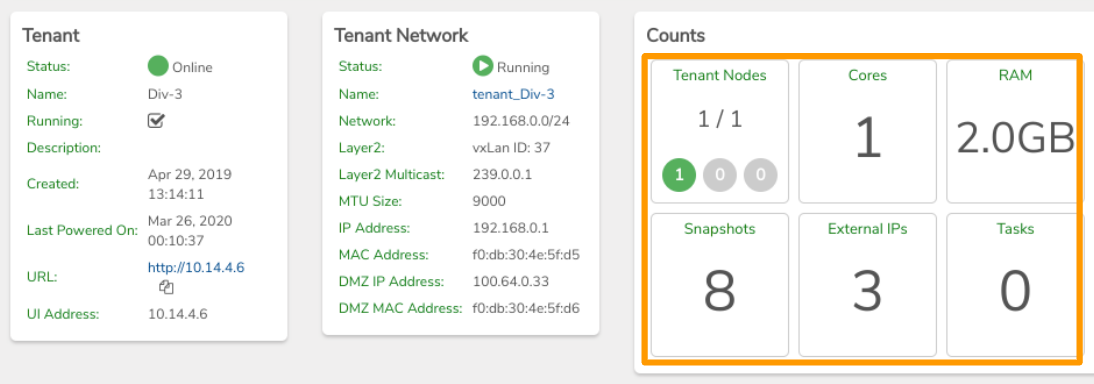 Tenant
Status: Online
Name: Div-3
Running:
Description:
Created: Apr 29, 2019
13:14:11
Last Powered On: Mar 26, 2020
00:10:37
URL: http://10.14.4.6
UI Address: 10.14.4.6
Tenant Network
Status: Running
Name: tenant_Div-3
Network: 192.168.0.0/24
Layer2: vxLan ID: 37
Layer2 Multicast: 239.0.0.1
MTU Size: 9000
IP Address: 192.168.0.1
MAC Address: f0:db:30:4e:5f:d5
DMZ IP Address: 100.64.0.33
DMZ MAC Address: f0:db:30:4e:5f:d6
Counts
Tenant Nodes
1 / 1
1 0 0
Cores
1
RAM
2.0GB
Snapshots
8
External IPs
3
Tasks
0